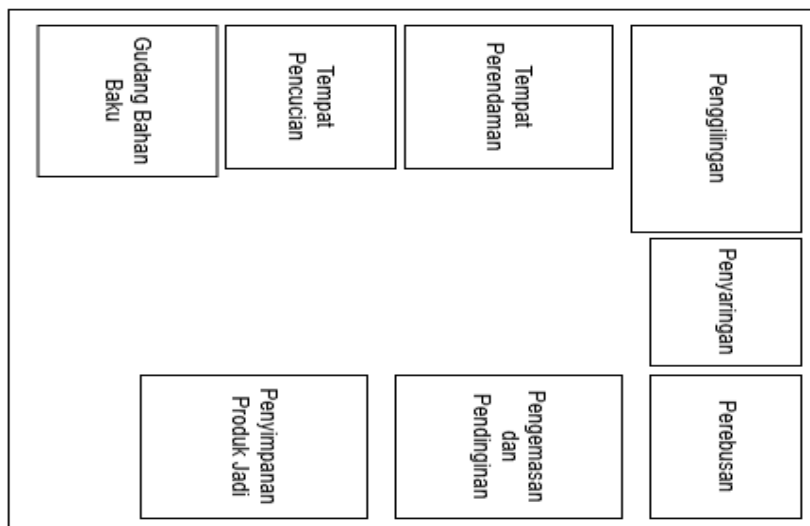 Gudang Bahan
Baku
Tempat
Pencucian
Tempat
Perendaman
Penggilingan
Penyaringan
Perebusan
Pengemasan
dan
Pendinginan
Penyimpanan
Produk Jadi